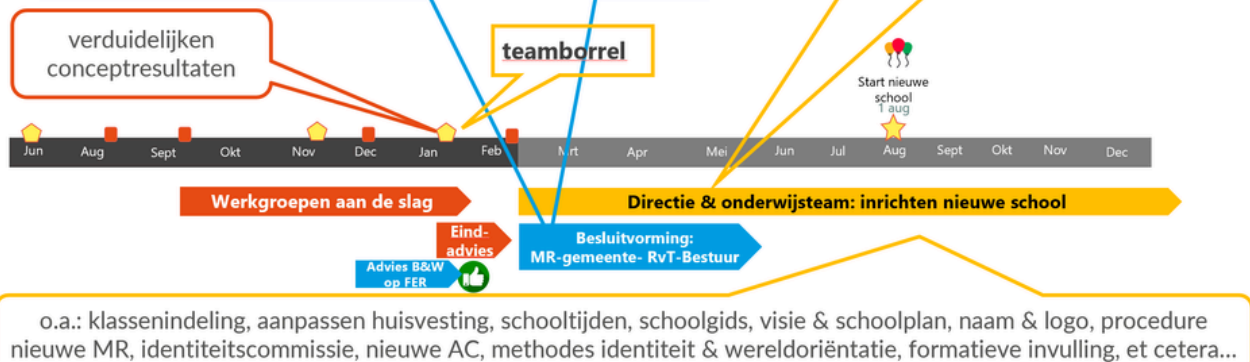 verduidelijken
conceptresultaten
teamborrel
Start nieuwe
school
1 aug
Jun Aug Sept Okt Nov Dec Jan Feb Mrt Apr Mei Jun Jul Aug Sept Okt Nov Dec
Werkgroepen aan de slag
Directie & onderwijsteam: inrichten nieuwe school
Eind-
advies
Besluitvorming:
MR-gemeente- RvT-Bestuur
Advies B&W
op FER
o.a.: klassenindeling, aanpassen huisvesting, schooltijden, schoolgids, visie & schoolplan, naam & logo, procedure
nieuwe MR, identiteitscommissie, nieuwe AC, methodes identiteit & wereldoriëntatie, formatieve invulling, et cetera...